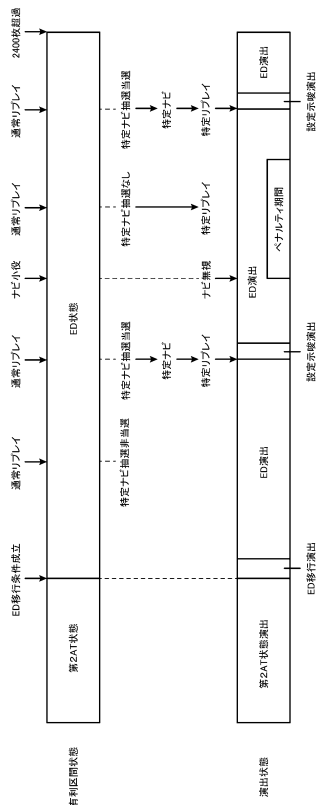 有利区間状態
第2AT状態
ED状態
ED移行条件成立
通常リプレイ
通常リプレイ
ナビ小役
通常リプレイ
通常リプレイ
2400枚超過
特定ナビ抽選非当選
特定ナビ抽選当選
特定ナビ
特定リプレイ
ナビ無視
特定ナビ抽選なし
特定リプレイ
特定ナビ抽選当選
特定ナビ
特定リプレイ
演出状態
第2AT状態演出
ED演出
ED演出
ペナルティ期間
ED演出
ED移行演出
設定示唆演出
設定示唆演出